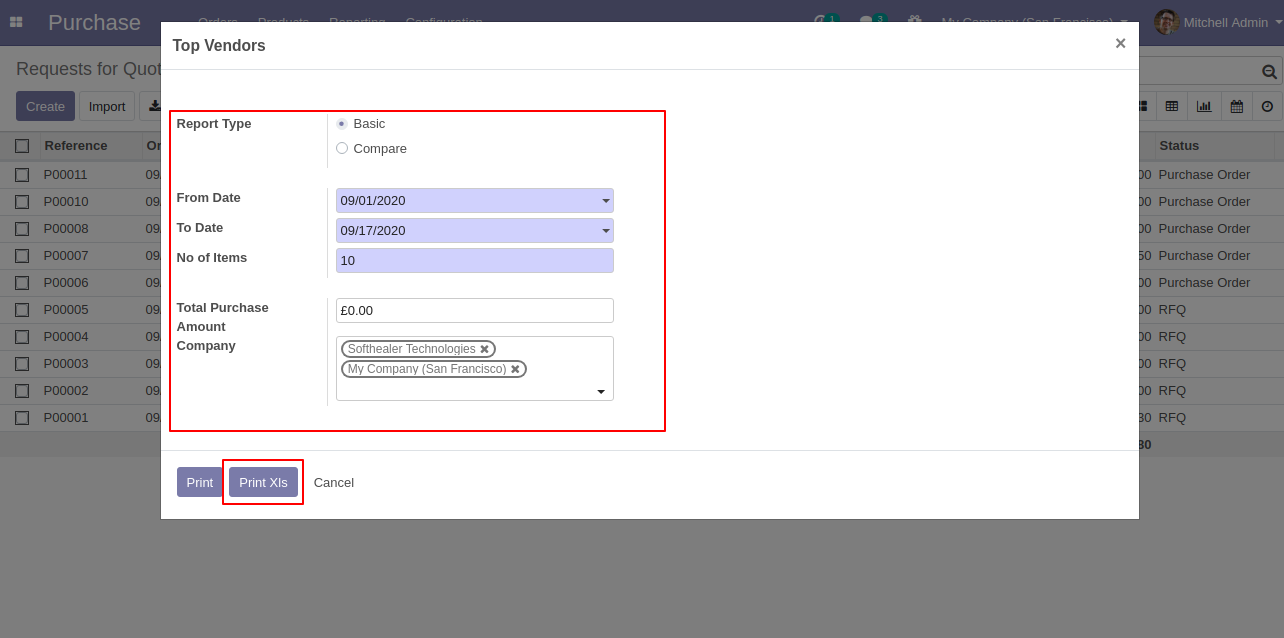 Purchase
Orders Products Reporting Configuration
1
3
My Company (San Francisco)
Mitchell Admin
Top Vendors
×
Requests for Quot
Create
Import
Reference
Or
Status
P00011
09/
00
Purchase Order
P00010
09/
00
Purchase Order
P00008
09/
00
Purchase Order
P00007
09/
50
Purchase Order
P00006
09/
00
Purchase Order
P00005
09/
00
RFQ
P00004
09/
00
RFQ
P00003
09/
00
RFQ
P00002
09/
00
RFQ
P00001
09/
30
RFQ
30
Report Type
Basic
Compare
From Date
09/01/2020
To Date
09/17/2020
No of Items
10
Total Purchase
Amount
£0.00
Company
Softhealer Technologies ✖
My Company (San Francisco) ✖
Print
Print Xls
Cancel